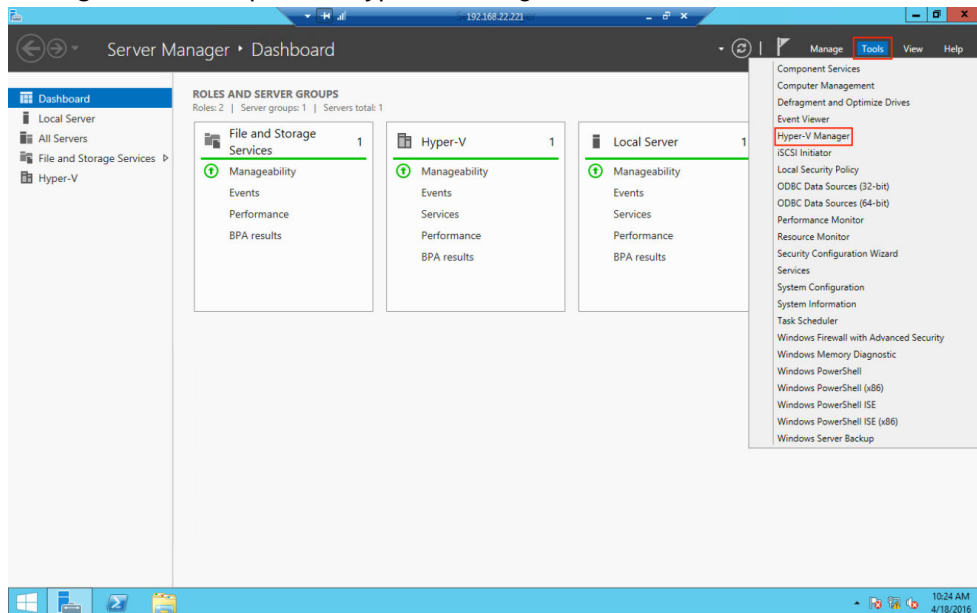 192.168.22.221
Server Manager • Dashboard
Manage Tools View Help
Dashboard
Local Server
All Servers
File and Storage Services
Hyper-V
ROLES AND SERVER GROUPS
Roles: 2 | Server groups: 1 | Servers total: 1
File and Storage Services 1
Manageability
Events
Performance
BPA results
Hyper-V 1
Manageability
Events
Services
Performance
BPA results
Local Server 1
Manageability
Events
Services
Performance
BPA results
Component Services
Computer Management
Defragment and Optimize Drives
Event Viewer
Hyper-V Manager
iSCSI Initiator
Local Security Policy
ODBC Data Sources (32-bit)
ODBC Data Sources (64-bit)
Performance Monitor
Resource Monitor
Security Configuration Wizard
Services
System Configuration
System Information
Task Scheduler
Windows Firewall with Advanced Security
Windows Memory Diagnostic
Windows PowerShell
Windows PowerShell (x86)
Windows PowerShell ISE
Windows PowerShell ISE (x86)
Windows Server Backup
10:24 AM
4/18/2016